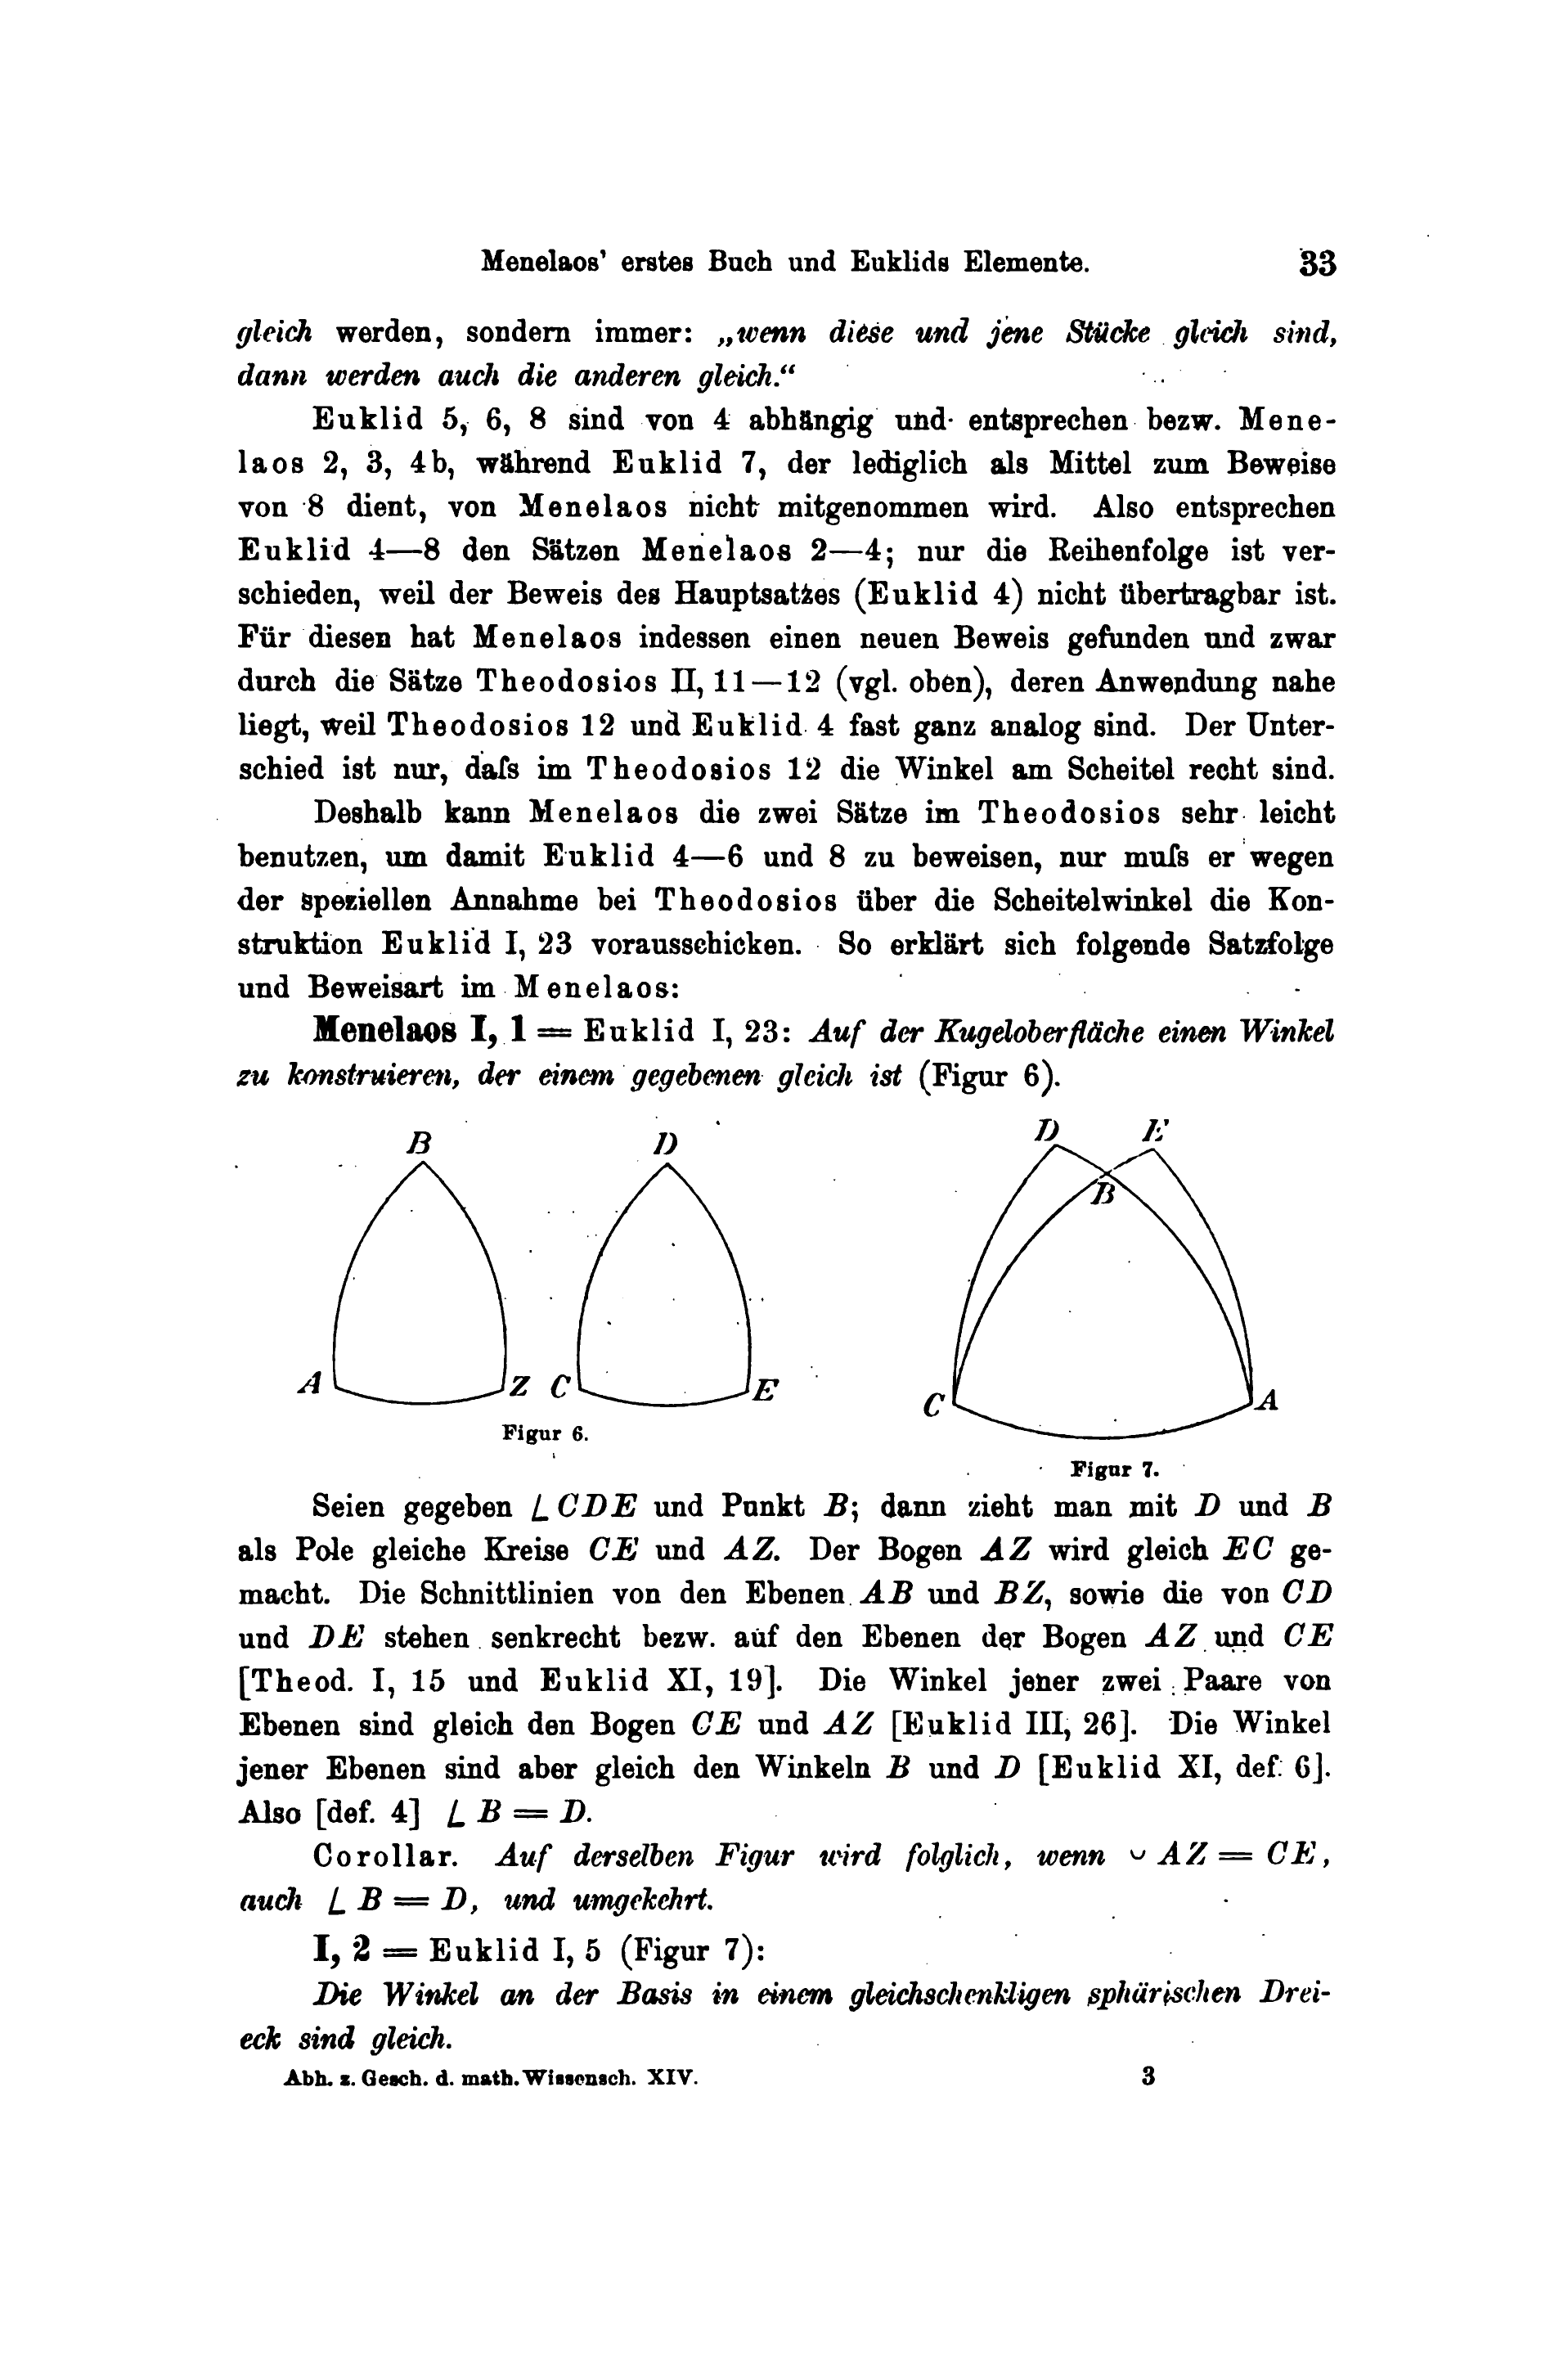 Menelaos' erstes Buch und Euklids Elemente. 33
gleich werden, sondern immer: „wenn diese und jene Stücke gleich sind,
dann werden auch die anderen gleich.“
Euklid 5, 6, 8 sind von 4 abhängig und entsprechen bezw. Mene-
laos 2, 3, 4b, während Euklid 7, der lediglich als Mittel zum Beweise
von 8 dient, von Menelaos nicht mitgenommen wird. Also entsprechen
Euklid 4—8 den Sätzen Menelaos 2—4; nur die Reihenfolge ist ver-
schieden, weil der Beweis des Hauptsatzes (Euklid 4) nicht übertragbar ist.
Für diesen hat Menelaos indessen einen neuen Beweis gefunden und zwar
durch die Sätze Theodosios II, 11—12 (vgl. oben), deren Anwendung nahe
liegt, weil Theodosios 12 und Euklid 4 fast ganz analog sind. Der Unter-
schied ist nur, daſs im Theodosios 12 die Winkel am Scheitel recht sind.
Deshalb kann Menelaos die zwei Sätze im Theodosios sehr leicht
benutzen, um damit Euklid 4—6 und 8 zu beweisen, nur muſs er wegen
der speziellen Annahme bei Theodosios über die Scheitelwinkel die Kon-
struktion Euklid I, 23 vorausschicken. So erklärt sich folgende Satzfolge
und Beweisart im Menelaos:
Menelaos I, 1 = Euklid I, 23: Auf der Kugeloberfläche einen Winkel
zu konstruieren, der einem gegebenen gleich ist (Figur 6).
B D D E
B
A Z C E C A
Figur 6.
Figur 7.
Seien gegeben ∠ CDE und Punkt B; dann zieht man mit D und B
als Pole gleiche Kreise CE und AZ. Der Bogen AZ wird gleich EC ge-
macht. Die Schnittlinien von den Ebenen AB und BZ, sowie die von CD
und DE stehen senkrecht bezw. auf den Ebenen der Bogen AZ und CE
[Theod. I, 15 und Euklid XI, 19]. Die Winkel jener zwei Paare von
Ebenen sind gleich den Bogen CE und AZ [Euklid III, 26]. Die Winkel
jener Ebenen sind aber gleich den Winkeln B und D [Euklid XI, def. 6].
Also [def. 4] ∠ B = D.
Corollar. Auf derselben Figur wird folglich, wenn ⌣ AZ = CE,
auch ∠ B = D, und umgekehrt.
I, 2 = Euklid I, 5 (Figur 7):
Die Winkel an der Basis in einem gleichschenkligen sphärischen Drei-
eck sind gleich.
Abh. z. Gesch. d. math. Wissensch. XIV. 3